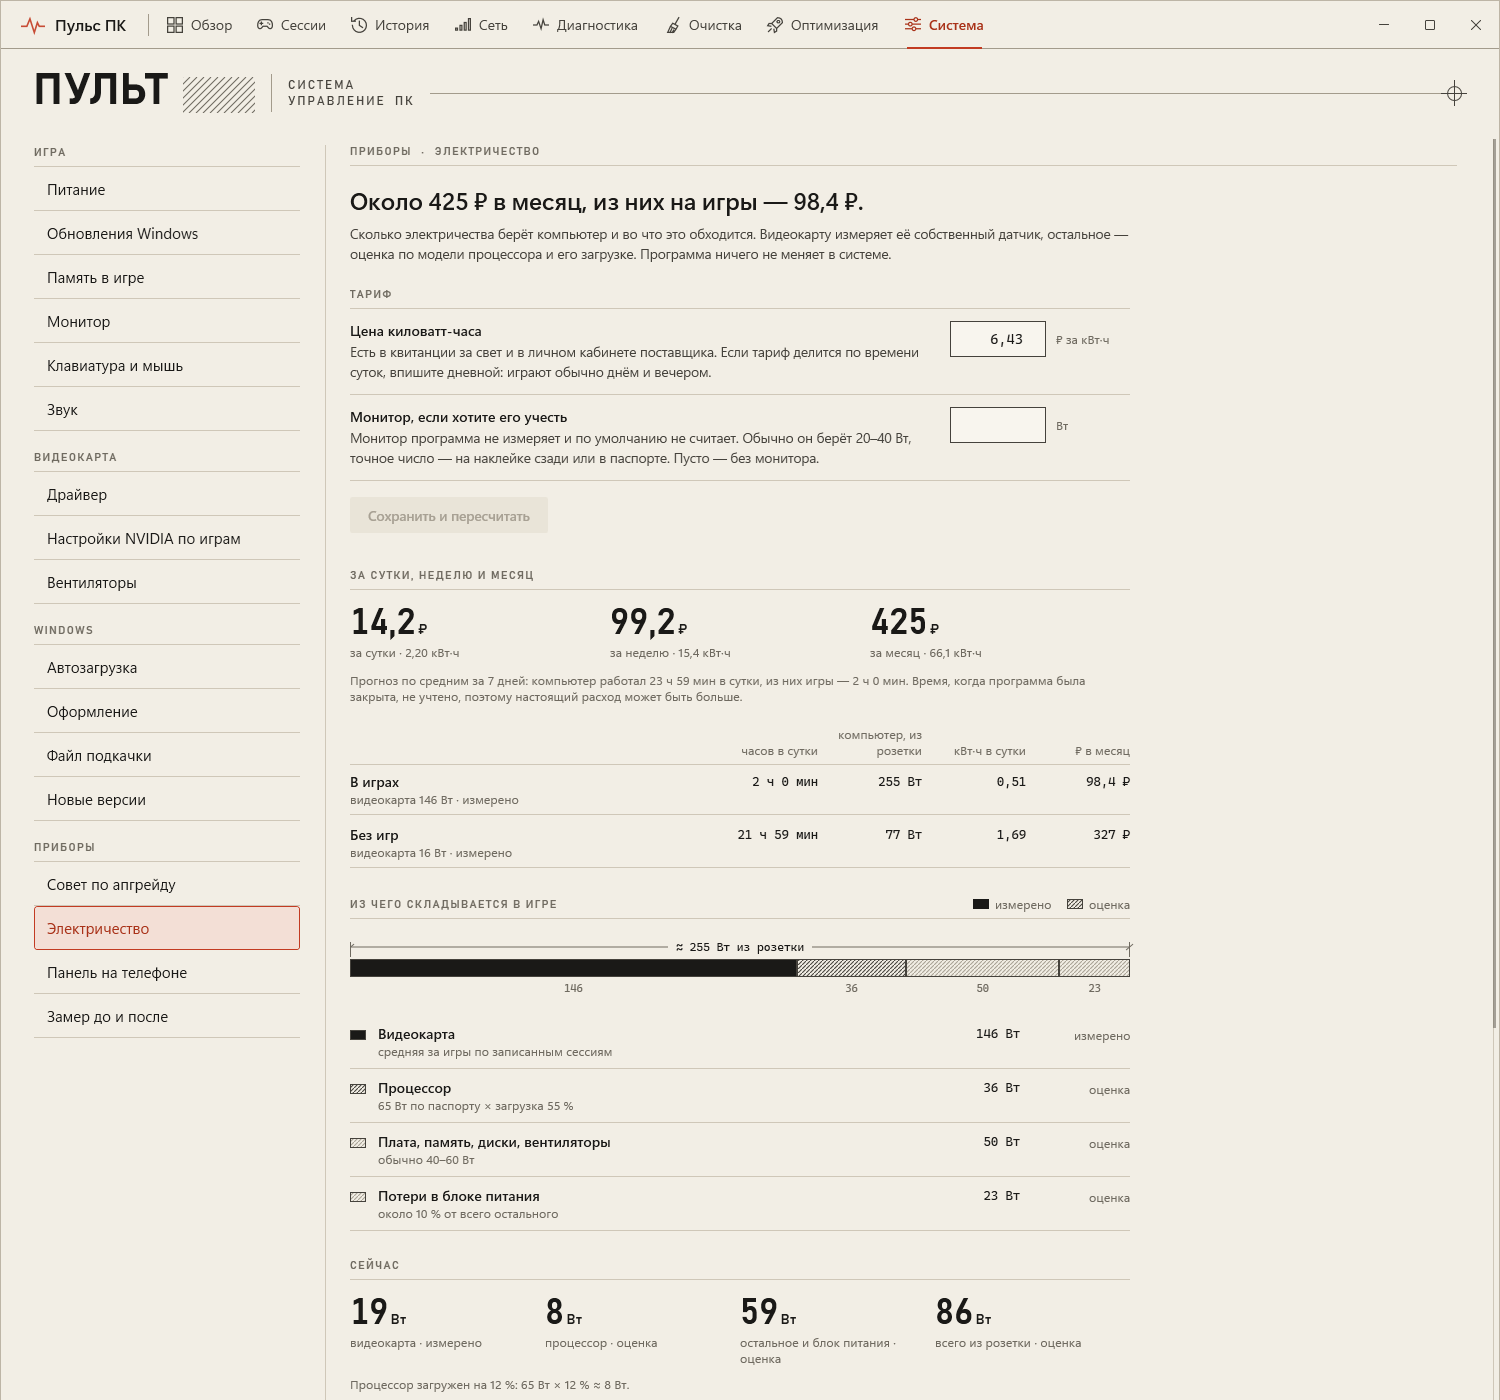 Пульс ПК
Обзор
Сессии
История
Сеть
Диагностика
Очистка
Оптимизация
Система
ПУЛЬТ
СИСТЕМА
УПРАВЛЕНИЕ ПК
ИГРА
Питание
Обновления Windows
Память в игре
Монитор
Клавиатура и мышь
Звук
ВИДЕОКАРТА
Драйвер
Настройки NVIDIA по играм
Вентиляторы
WINDOWS
Автозагрузка
Оформление
Файл подкачки
Новые версии
ПРИБОРЫ
Совет по апгрейду
Электричество
Панель на телефоне
Замер до и после
ПРИБОРЫ · ЭЛЕКТРИЧЕСТВО
Около 425 ₽ в месяц, из них на игры — 98,4 ₽.
Сколько электричества берёт компьютер и во что это обходится. Видеокарту измеряет её собственный датчик, остальное —
оценка по модели процессора и его загрузке. Программа ничего не меняет в системе.
ТАРИФ
Цена киловатт-часа
Есть в квитанции за свет и в личном кабинете поставщика. Если тариф делится по времени
суток, впишите дневной: играют обычно днём и вечером.
6,43 ₽ за кВт·ч
Монитор, если хотите его учесть
Монитор программа не измеряет и по умолчанию не считает. Обычно он берёт 20–40 Вт,
точное число — на наклейке сзади или в паспорте. Пусто — без монитора.
Вт
Сохранить и пересчитать
ЗА СУТКИ, НЕДЕЛЮ И МЕСЯЦ
14,2 ₽ 99,2 ₽ 425 ₽
за сутки · 2,20 кВт·ч за неделю · 15,4 кВт·ч за месяц · 66,1 кВт·ч
Прогноз по средним за 7 дней: компьютер работал 23 ч 59 мин в сутки, из них игры — 2 ч 0 мин. Время, когда программа была
закрыта, не учтено, поэтому настоящий расход может быть больше.
компьютер, из
часов в сутки розетки кВт·ч в сутки ₽ в месяц
В играх 2 ч 0 мин 255 Вт 0,51 98,4 ₽
видеокарта 146 Вт · измерено
Без игр 21 ч 59 мин 77 Вт 1,69 327 ₽
видеокарта 16 Вт · измерено
ИЗ ЧЕГО СКЛАДЫВАЕТСЯ В ИГРЕ измерено оценка
≈ 255 Вт из розетки
146 36 50 23
Видеокарта 146 Вт измерено
средняя за игры по записанным сессиям
Процессор 36 Вт оценка
65 Вт по паспорту × загрузка 55 %
Плата, память, диски, вентиляторы 50 Вт оценка
обычно 40–60 Вт
Потери в блоке питания 23 Вт оценка
около 10 % от всего остального
СЕЙЧАС
19 Вт 8 Вт 59 Вт 86 Вт
видеокарта · измерено процессор · оценка остальное и блок питания · всего из розетки · оценка
оценка
Процессор загружен на 12 %: 65 Вт × 12 % ≈ 8 Вт.